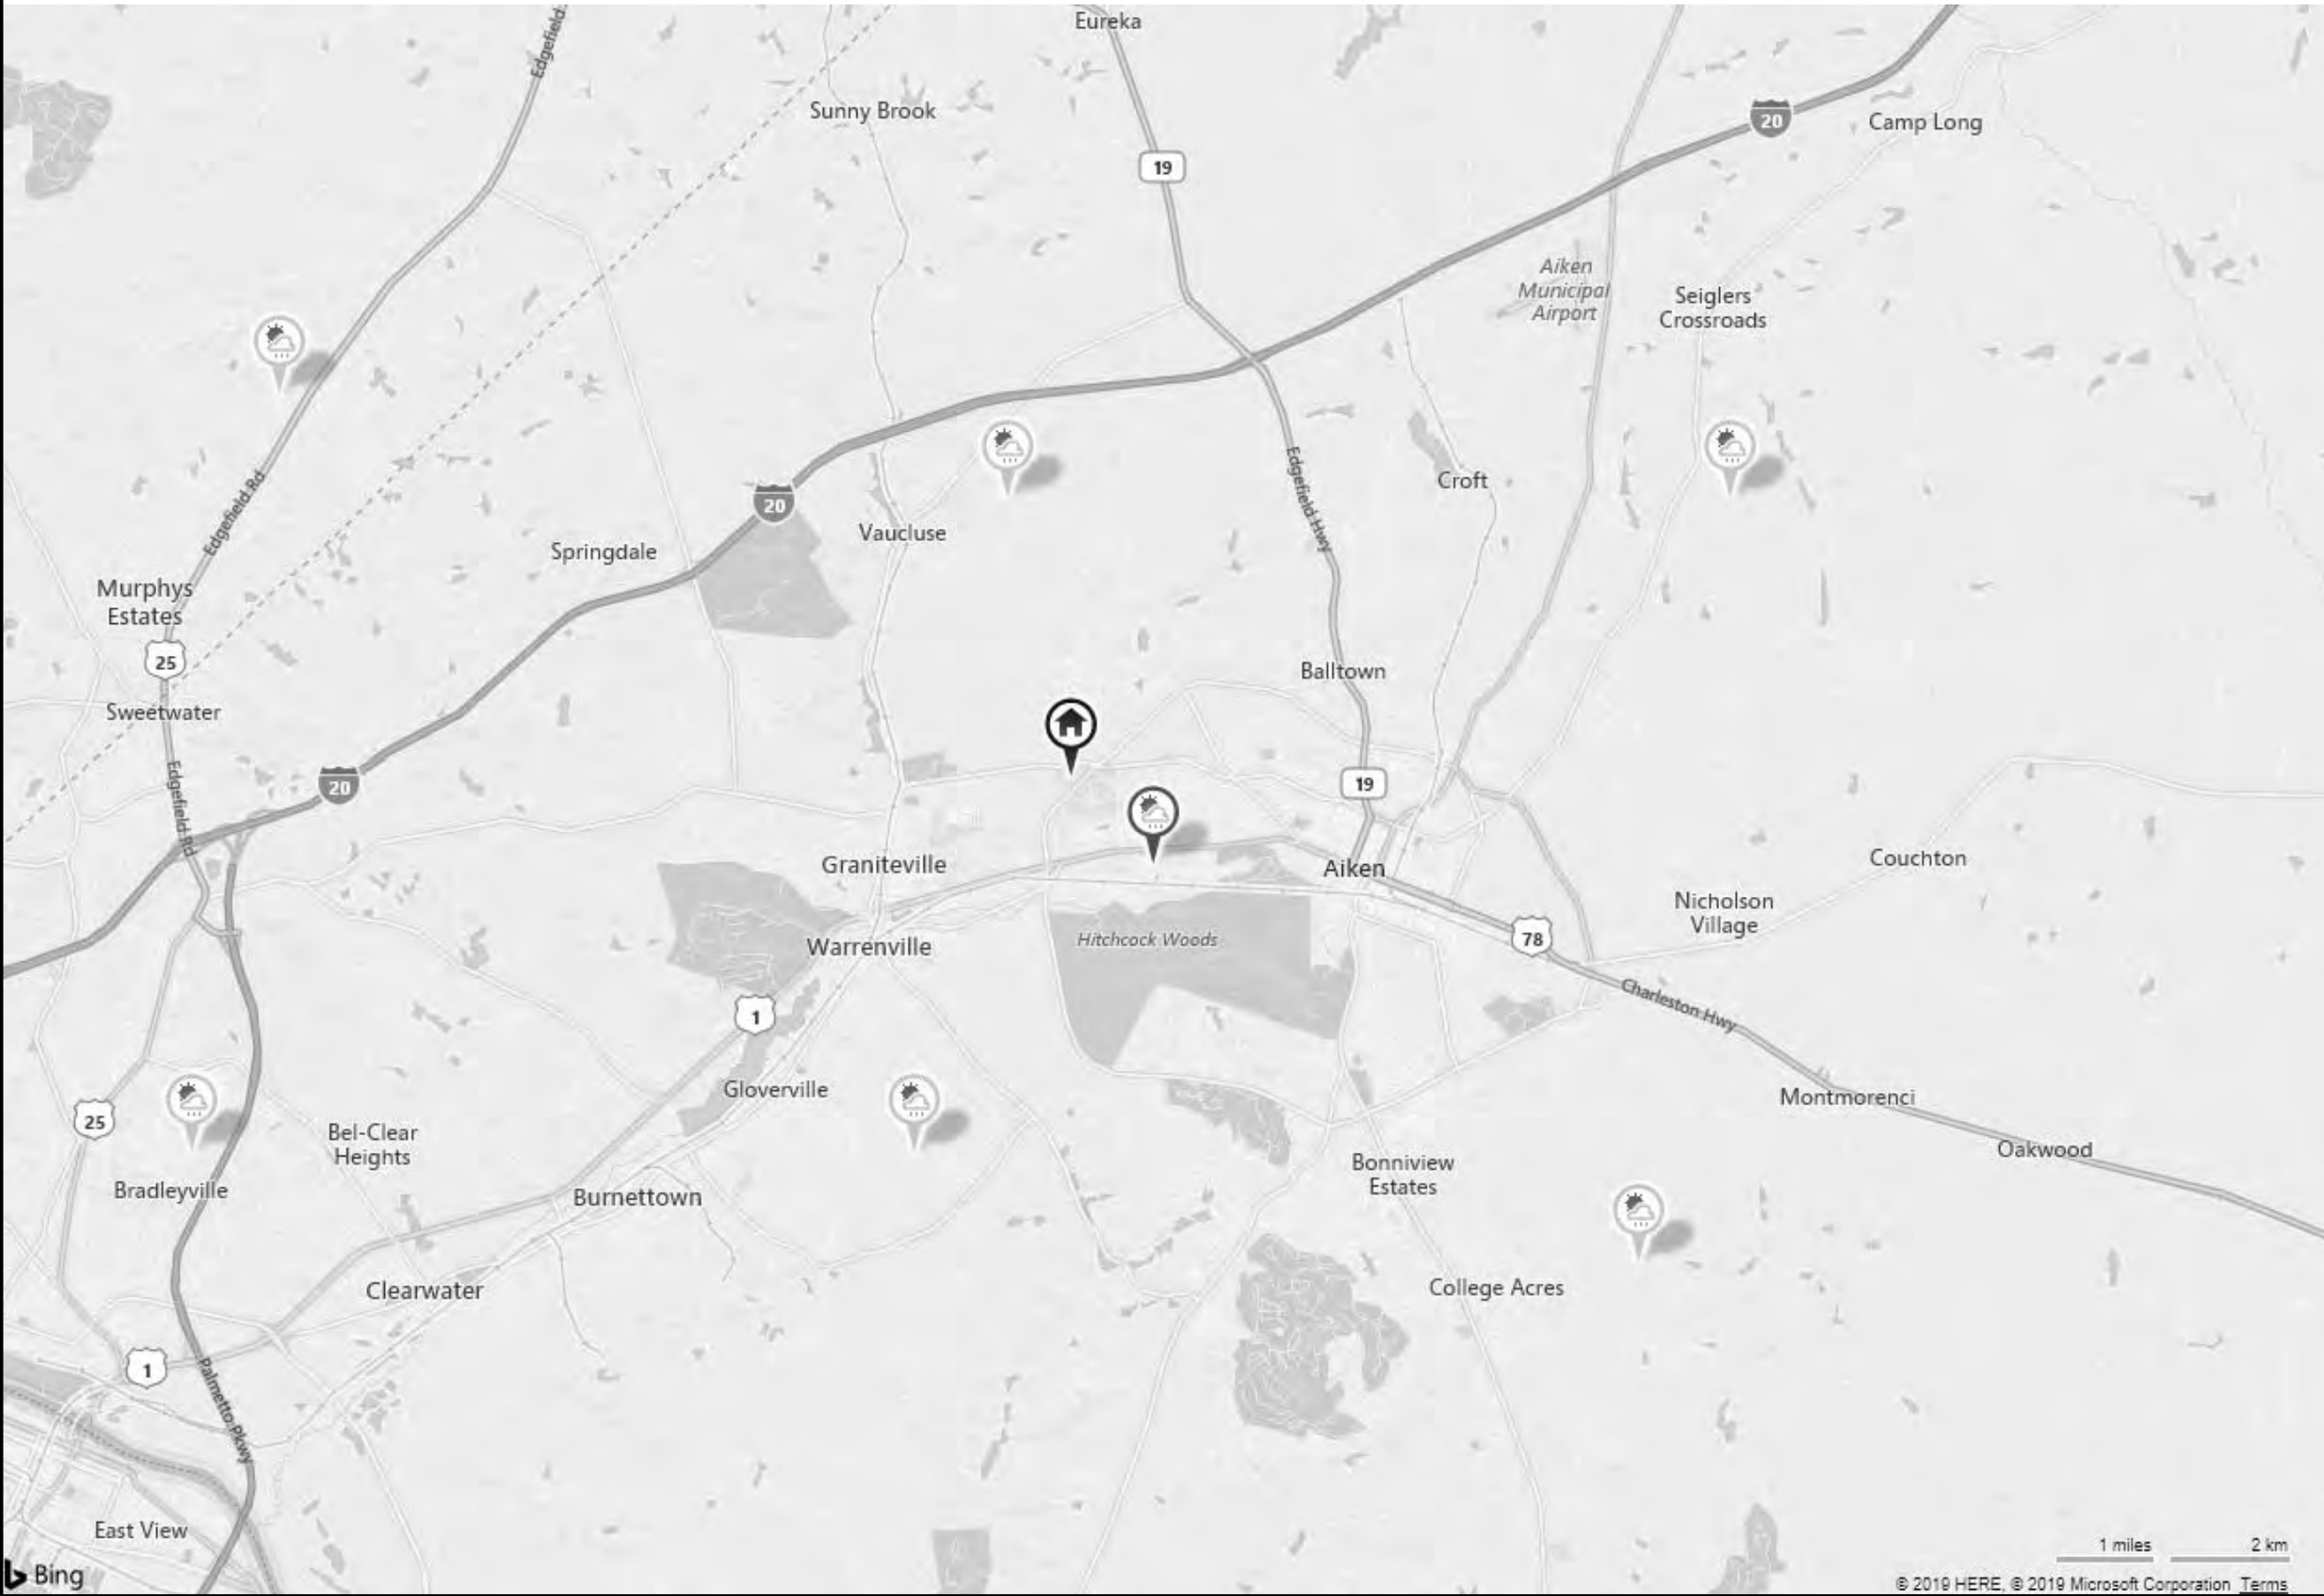 Eureka
Edgefield
Sunny Brook
20
Camp Long
19
Aiken
Municipal
Airport
Seiglers
Crossroads
Edgefield Rd
Edgefield Hwy
Croft
20
Vaucluse
Springdale
Murphys
Estates
25
Balltown
Sweetwater
Edgefield Rd
20
19
Graniteville
Aiken
Couchton
Nicholson
Village
Warrenville
Hitchcock Woods
78
Charleston Hwy
1
Gloverville
Montmorenci
25
Bel-Clear
Heights
Oakwood
Bonniview
Estates
Bradleyville
Burnettown
Clearwater
College Acres
1
Palmetto Pkwy
East View
1 miles
2 km
Bing
© 2019 HERE, © 2019 Microsoft Corporation Terms